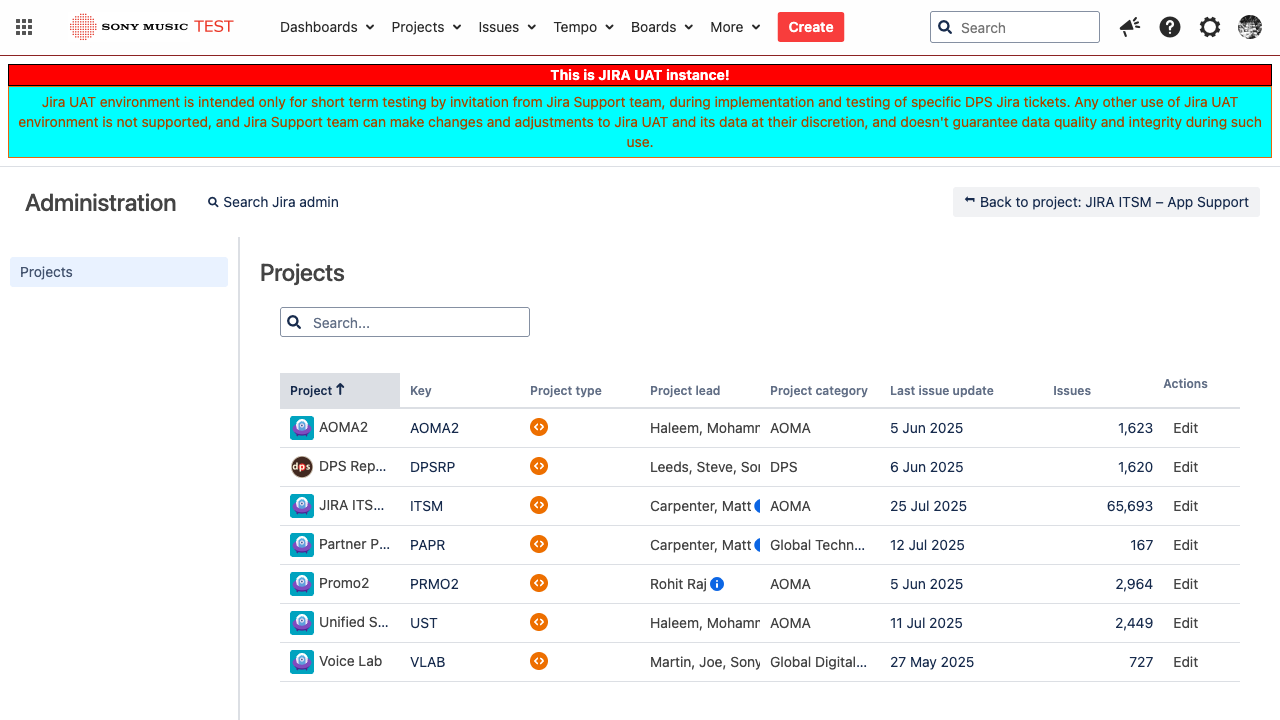 SONY MUSIC TEST Dashboards Projects Issues Tempo Boards More Create Search
This is JIRA UAT instance!
Jira UAT environment is intended only for short term testing by invitation from Jira Support team, during implementation and testing of specific DPS Jira tickets. Any other use of Jira UAT
environment is not supported, and Jira Support team can make changes and adjustments to Jira UAT and its data at their discretion, and doesn't guarantee data quality and integrity during such
use.
Administration Search Jira admin Back to project: JIRA ITSM – App Support
Projects
Projects
Search...
Project Key Project type Project lead Project category Last issue update Issues Actions
AOMA2 AOMA2 Haleem, Mohamm AOMA 5 Jun 2025 1,623 Edit
dps DPS Rep... DPSRP Leeds, Steve, Sor DPS 6 Jun 2025 1,620 Edit
JIRA ITS... ITSM Carpenter, Matt AOMA 25 Jul 2025 65,693 Edit
Partner P... PAPR Carpenter, Matt Global Techn... 12 Jul 2025 167 Edit
Promo2 PRMO2 Rohit Raj AOMA 5 Jun 2025 2,964 Edit
Unified S... UST Haleem, Mohamm AOMA 11 Jul 2025 2,449 Edit
Voice Lab VLAB Martin, Joe, Sony Global Digital... 27 May 2025 727 Edit